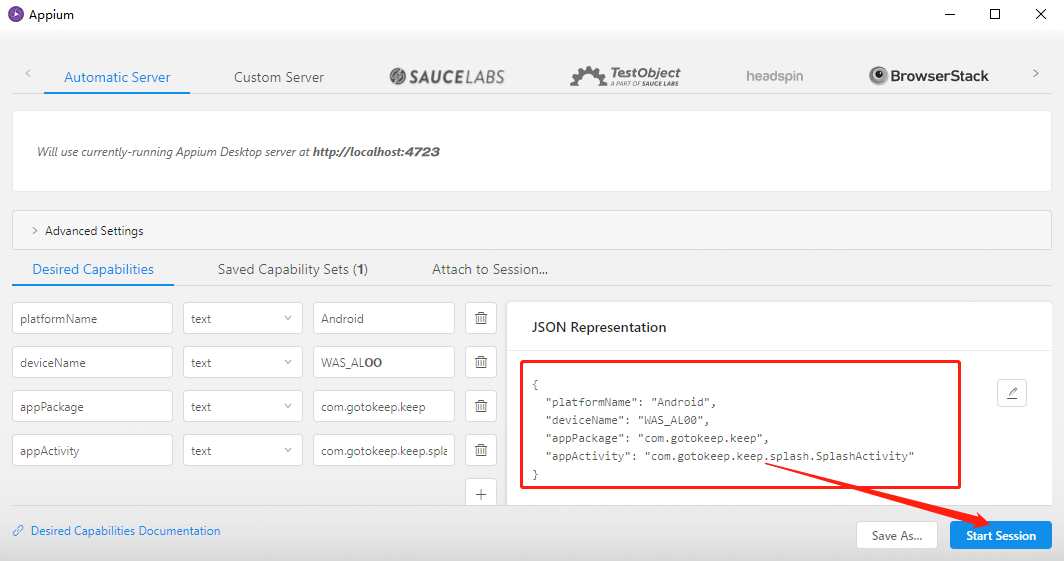 Appium
Automatic Server
Custom Server
SAUCELABS
TestObject
A PART OF SAUCE LABS
headspin
BrowserStack
Will use currently-running Appium Desktop server at http://localhost:4723
Advanced Settings
Desired Capabilities
Saved Capability Sets (1)
Attach to Session...
platformName text Android
deviceName text WAS_AL00
appPackage text com.gotokeep.keep
appActivity text com.gotokeep.keep.spla
JSON Representation
{
"platformName": "Android",
"deviceName": "WAS_AL00",
"appPackage": "com.gotokeep.keep",
"appActivity": "com.gotokeep.keep.splash.SplashActivity"
}
Desired Capabilities Documentation
Save As...
Start Session